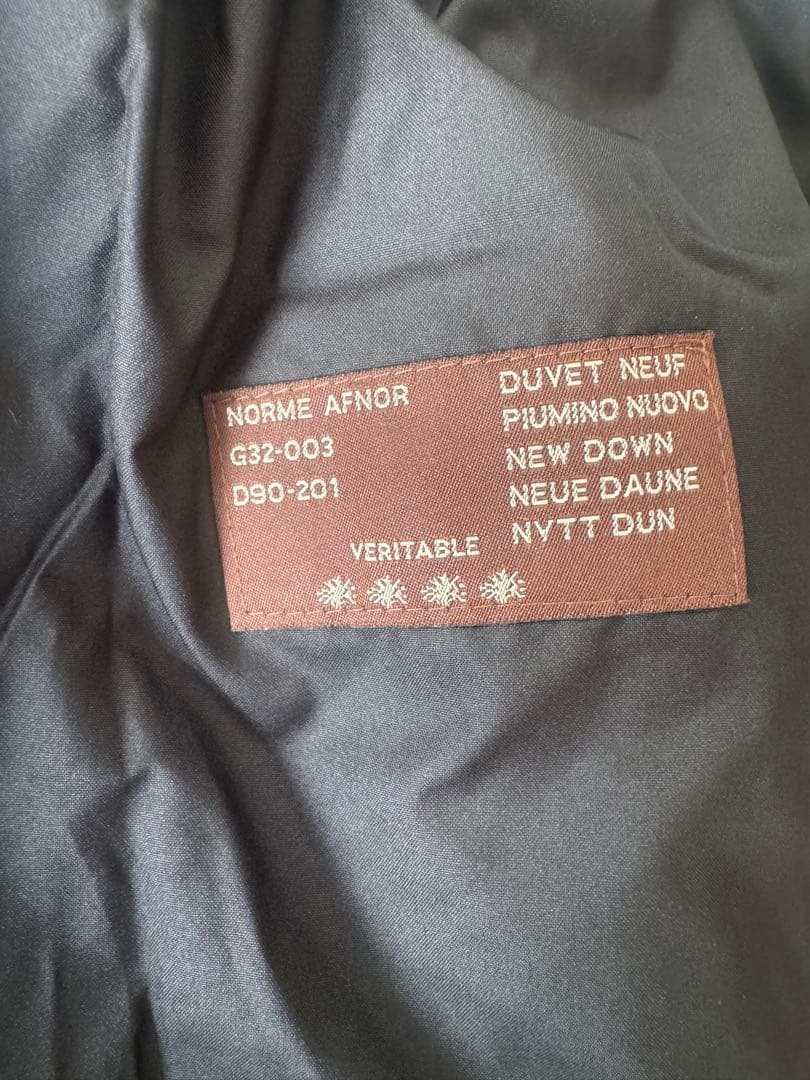 NORME AFNOR
G32-003
D90-201
VERITABLE
DUVET NEUF
PIUMINO NUOVO
NEW DOWN
NEUE DAUNE
NYTT DUN